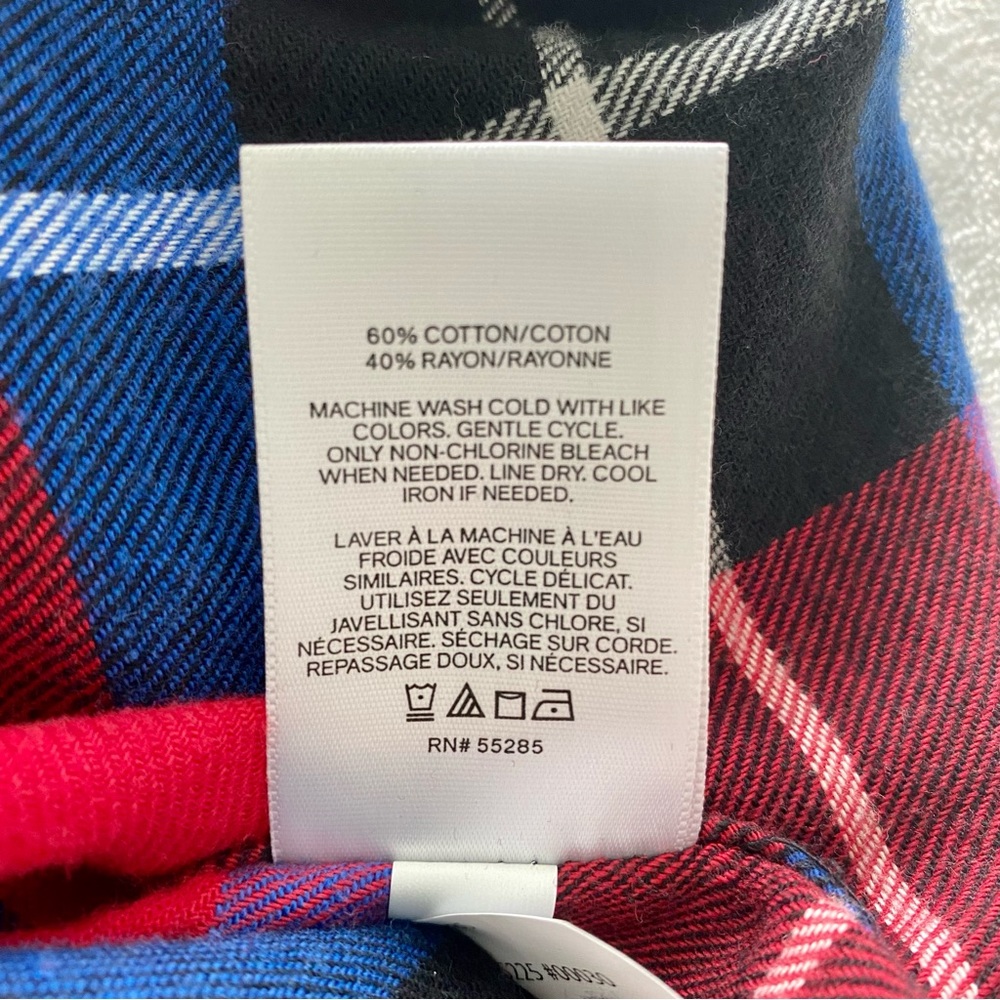 60% COTTON/COTON
40% RAYON/RAYONNE
MACHINE WASH COLD WITH LIKE
COLORS. GENTLE CYCLE.
ONLY NON-CHLORINE BLEACH
WHEN NEEDED. LINE DRY. COOL
IRON IF NEEDED.
LAVER À LA MACHINE À L'EAU
FROIDE AVEC COULEURS
SIMILAIRES. CYCLE DÉLICAT.
UTILISEZ SEULEMENT DU
JAVELLISANT SANS CHLORE, SI
NÉCESSAIRE. SÉCHAGE SUR CORDE.
REPASSAGE DOUX, SI NÉCESSAIRE.
RN# 55285
#00030